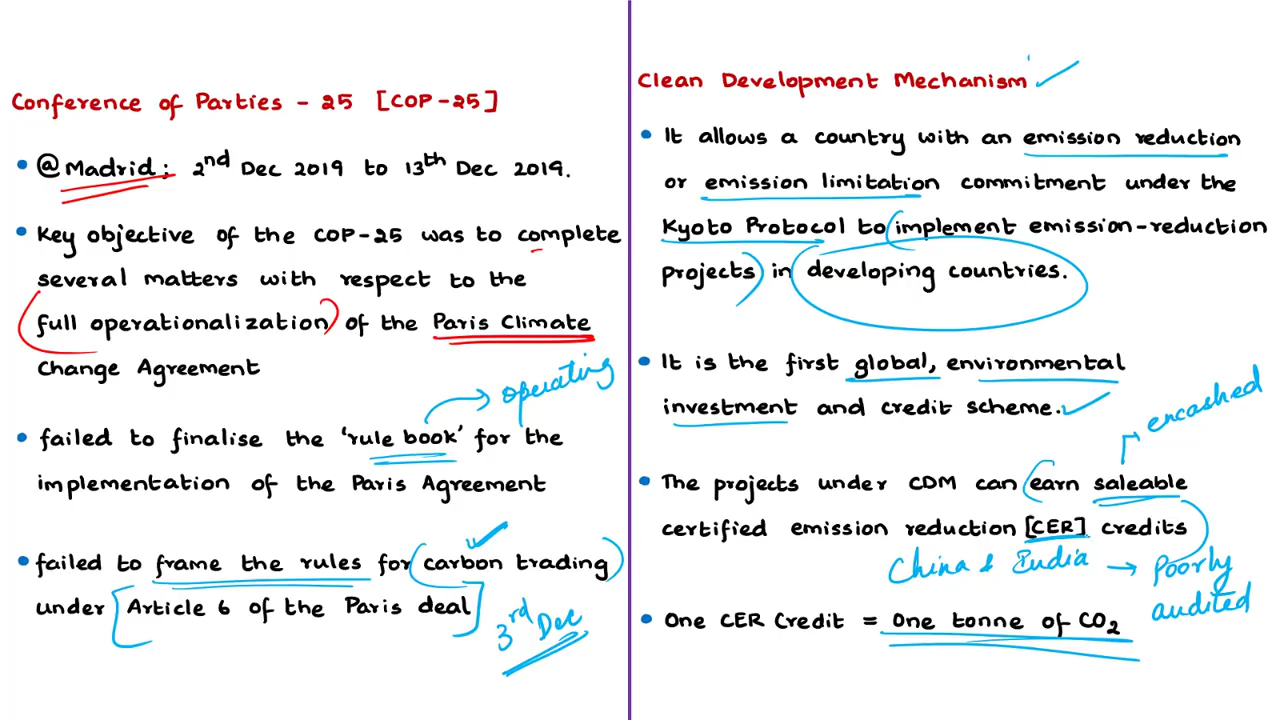 Conference of Parties - 25 [COP-25]
• @Madrid: 2nd Dec 2019 to 13th Dec 2019.
• Key objective of the COP-25 was to complete
several matters with respect to the
full operationalization of the Paris Climate
Change Agreement
operating
• failed to finalise the 'rule book' for the
implementation of the Paris Agreement
• failed to frame the rules for carbon trading
under Article 6 of the Paris deal
3rd Dec
Clean Development Mechanism
• It allows a country with an emission reduction
or emission limitation commitment under the
Kyoto Protocol to implement emission-reduction
projects in developing countries.
• It is the first global, environmental
investment and credit scheme.
encashed
• The projects under CDM can earn saleable
certified emission reduction [CER] credits
China & India → Poorly
audited
• One CER Credit = One tonne of CO2